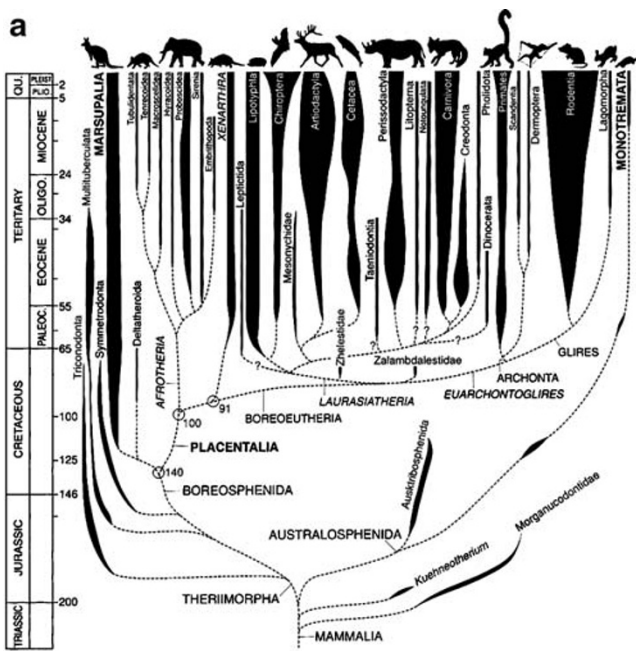 a
QU.
PLEIST
PLIO.
2
5
TERITARY
MIOCENE
24
OLIGO.
34
EOCENE
55
PALEOC.
65
CRETACEOUS
100
125
146
JURASSIC
200
TRIASSIC
Triconodonta
Multituberculata
Symmetrodonta
MARSUPALIA
Deltatheroida
Tubulidentata
Tenrecoidea
Macroscelidea
Hyracoidea
Proboscidea
Sirenia
Embrithopoda
XENARTHRA
Leptictida
Lipotyphla
Chiroptera
Mesonychidae
Artiodactyla
Cetacea
Taeniodontia
Perissodactyla
Litopterna
Notoungulata
Carnivora
Creodonta
Dinocerata
Pholidota
Primates
Scandentia
Dermoptera
Rodentia
Lagomorpha
MONOTREMATA
? ? ? ? ?
Zhelestidae
Zalambdalestidae
GLIRES
AFROTHERIA
91
LAURASIATHERIA
ARCHONTA
EUARCHONTOGLIRES
100
BOREOEUTHERIA
PLACENTALIA
140
BOREOSPHENIDA
Ausktribosphenida
AUSTRALOSPHENIDA
Morganucodontidae
Kuehneotherium
THERIIMORPHA
MAMMALIA